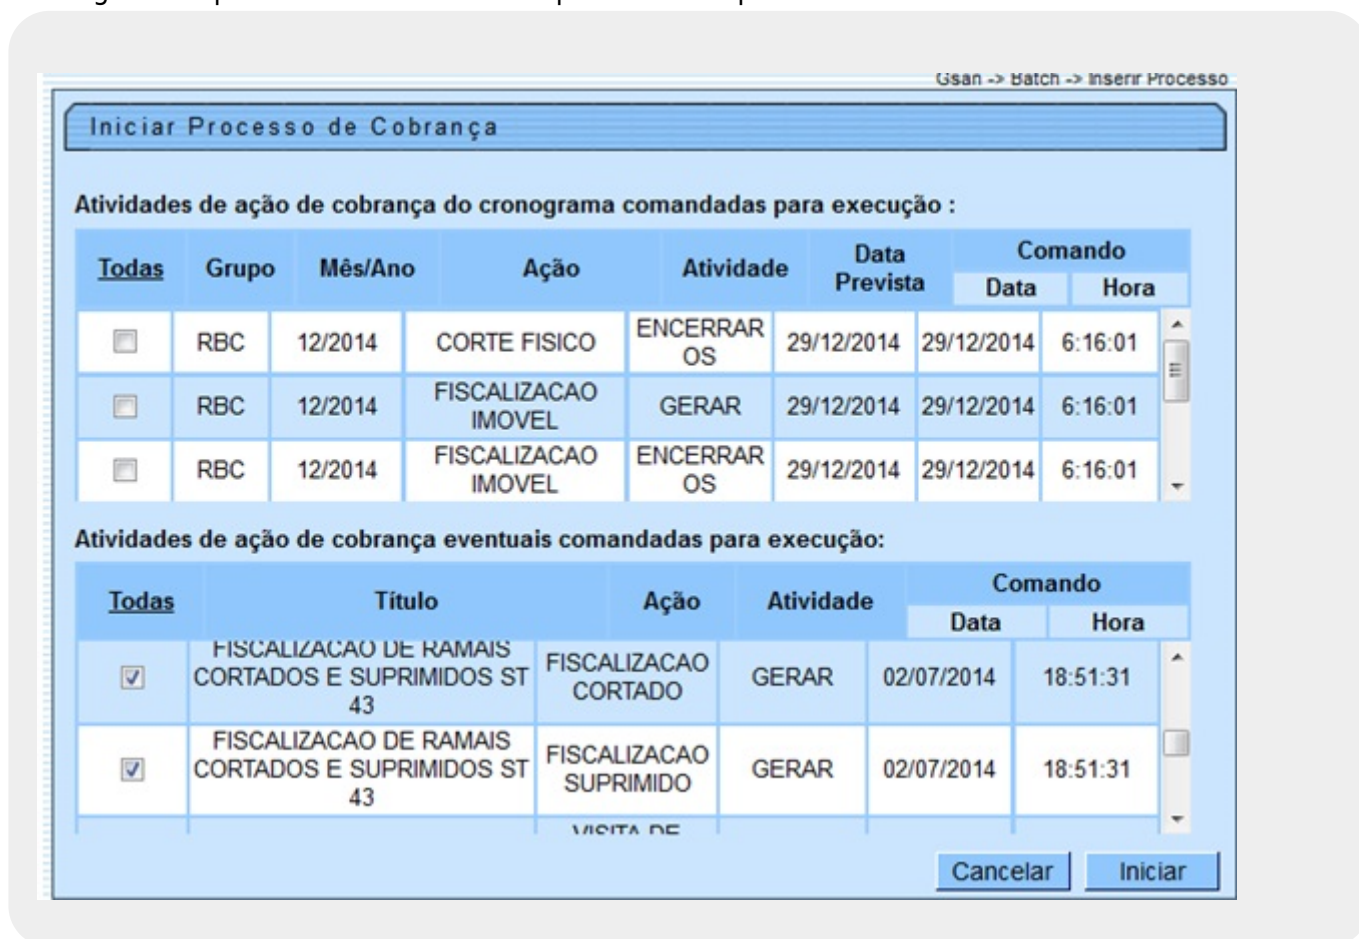 Gsan -> Batch -> Inserir Processo
Iniciar Processo de Cobrança
Atividades de ação de cobrança do cronograma comandadas para execução :
Todas Grupo Mês/Ano Ação Atividade Data Prevista Comando
Data Hora
RBC 12/2014 CORTE FISICO ENCERRAR OS 29/12/2014 29/12/2014 6:16:01
RBC 12/2014 FISCALIZACAO IMOVEL GERAR 29/12/2014 29/12/2014 6:16:01
RBC 12/2014 FISCALIZACAO IMOVEL ENCERRAR OS 29/12/2014 29/12/2014 6:16:01
Atividades de ação de cobrança eventuais comandadas para execução:
Todas Título Ação Atividade Comando
Data Hora
FISCALIZACAO DE RAMAIS CORTADOS E SUPRIMIDOS ST 43 FISCALIZACAO CORTADO GERAR 02/07/2014 18:51:31
FISCALIZACAO DE RAMAIS CORTADOS E SUPRIMIDOS ST 43 FISCALIZACAO SUPRIMIDO GERAR 02/07/2014 18:51:31
VISITA DE
Cancelar Iniciar